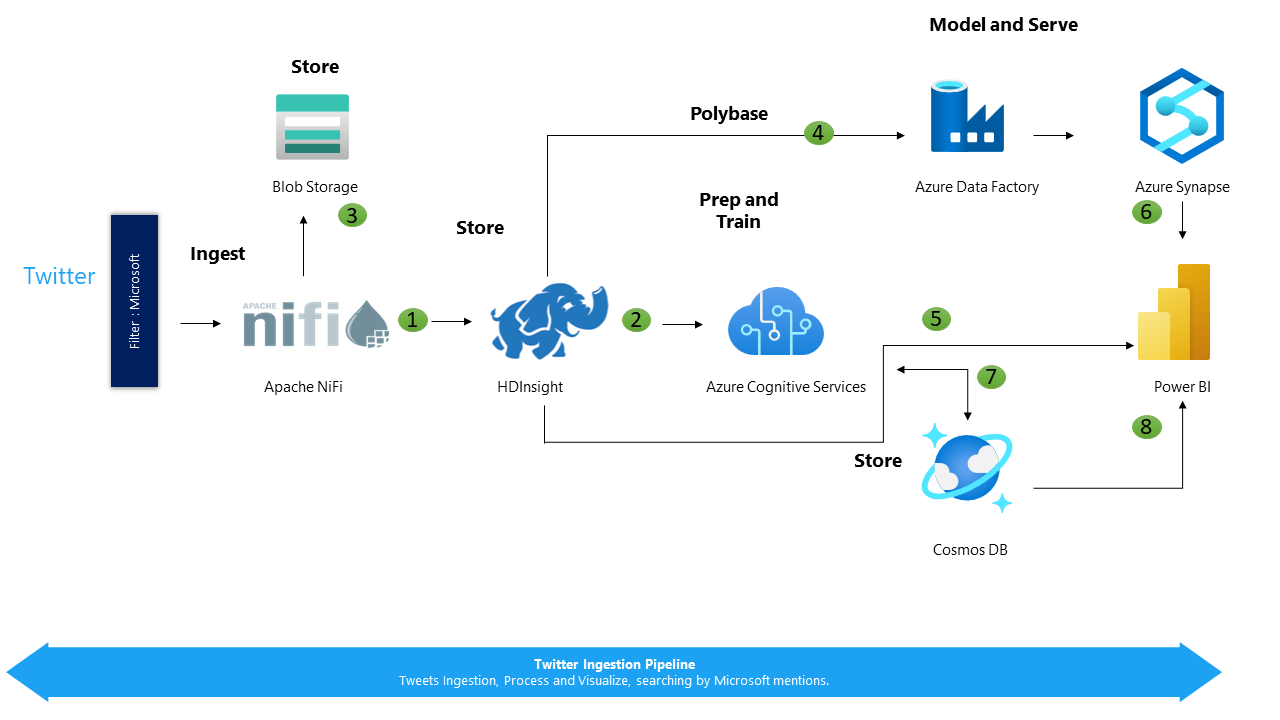 Model and Serve
Store
Polybase
4
Blob Storage
Azure Data Factory
Azure Synapse
3
6
Prep and
Train
Store
Ingest
Twitter
Filter : Microsoft
APACHE
nifi
1
2
5
Apache NiFi
HDInsight
Azure Cognitive Services
7
Power BI
8
Store
Cosmos DB
Twitter Ingestion Pipeline
Tweets Ingestion, Process and Visualize, searching by Microsoft mentions.